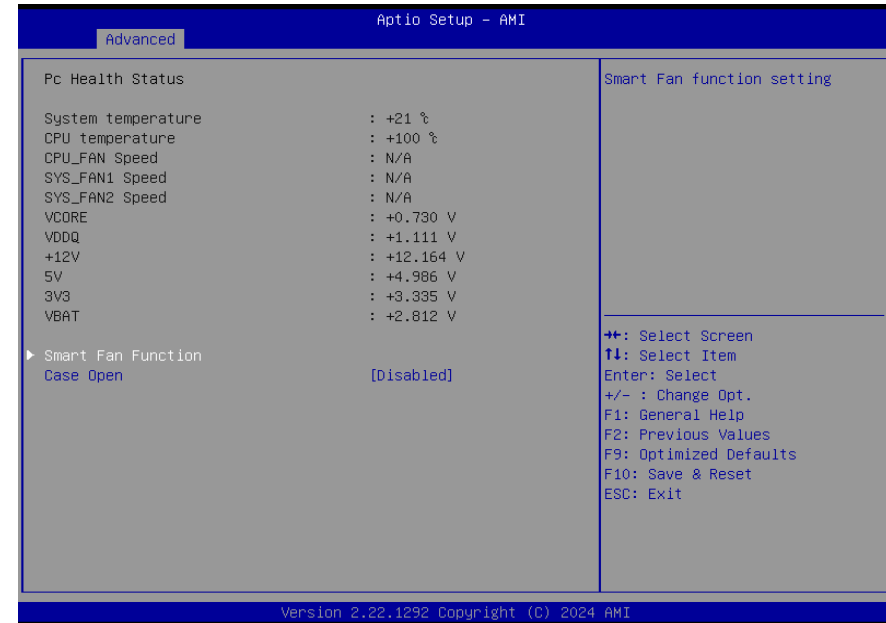 Aptio Setup – AMI
Advanced
Pc Health Status
System temperature : +21 ℃
CPU temperature : +100 ℃
CPU_FAN Speed : N/A
SYS_FAN1 Speed : N/A
SYS_FAN2 Speed : N/A
VCORE : +0.730 V
VDDQ : +1.111 V
+12V : +12.164 V
5V : +4.986 V
3V3 : +3.335 V
VBAT : +2.812 V
▶ Smart Fan Function
Case Open [Disabled]
Smart Fan function setting
→←: Select Screen
↑↓: Select Item
Enter: Select
+/- : Change Opt.
F1: General Help
F2: Previous Values
F9: Optimized Defaults
F10: Save & Reset
ESC: Exit
Version 2.22.1292 Copyright (C) 2024 AMI